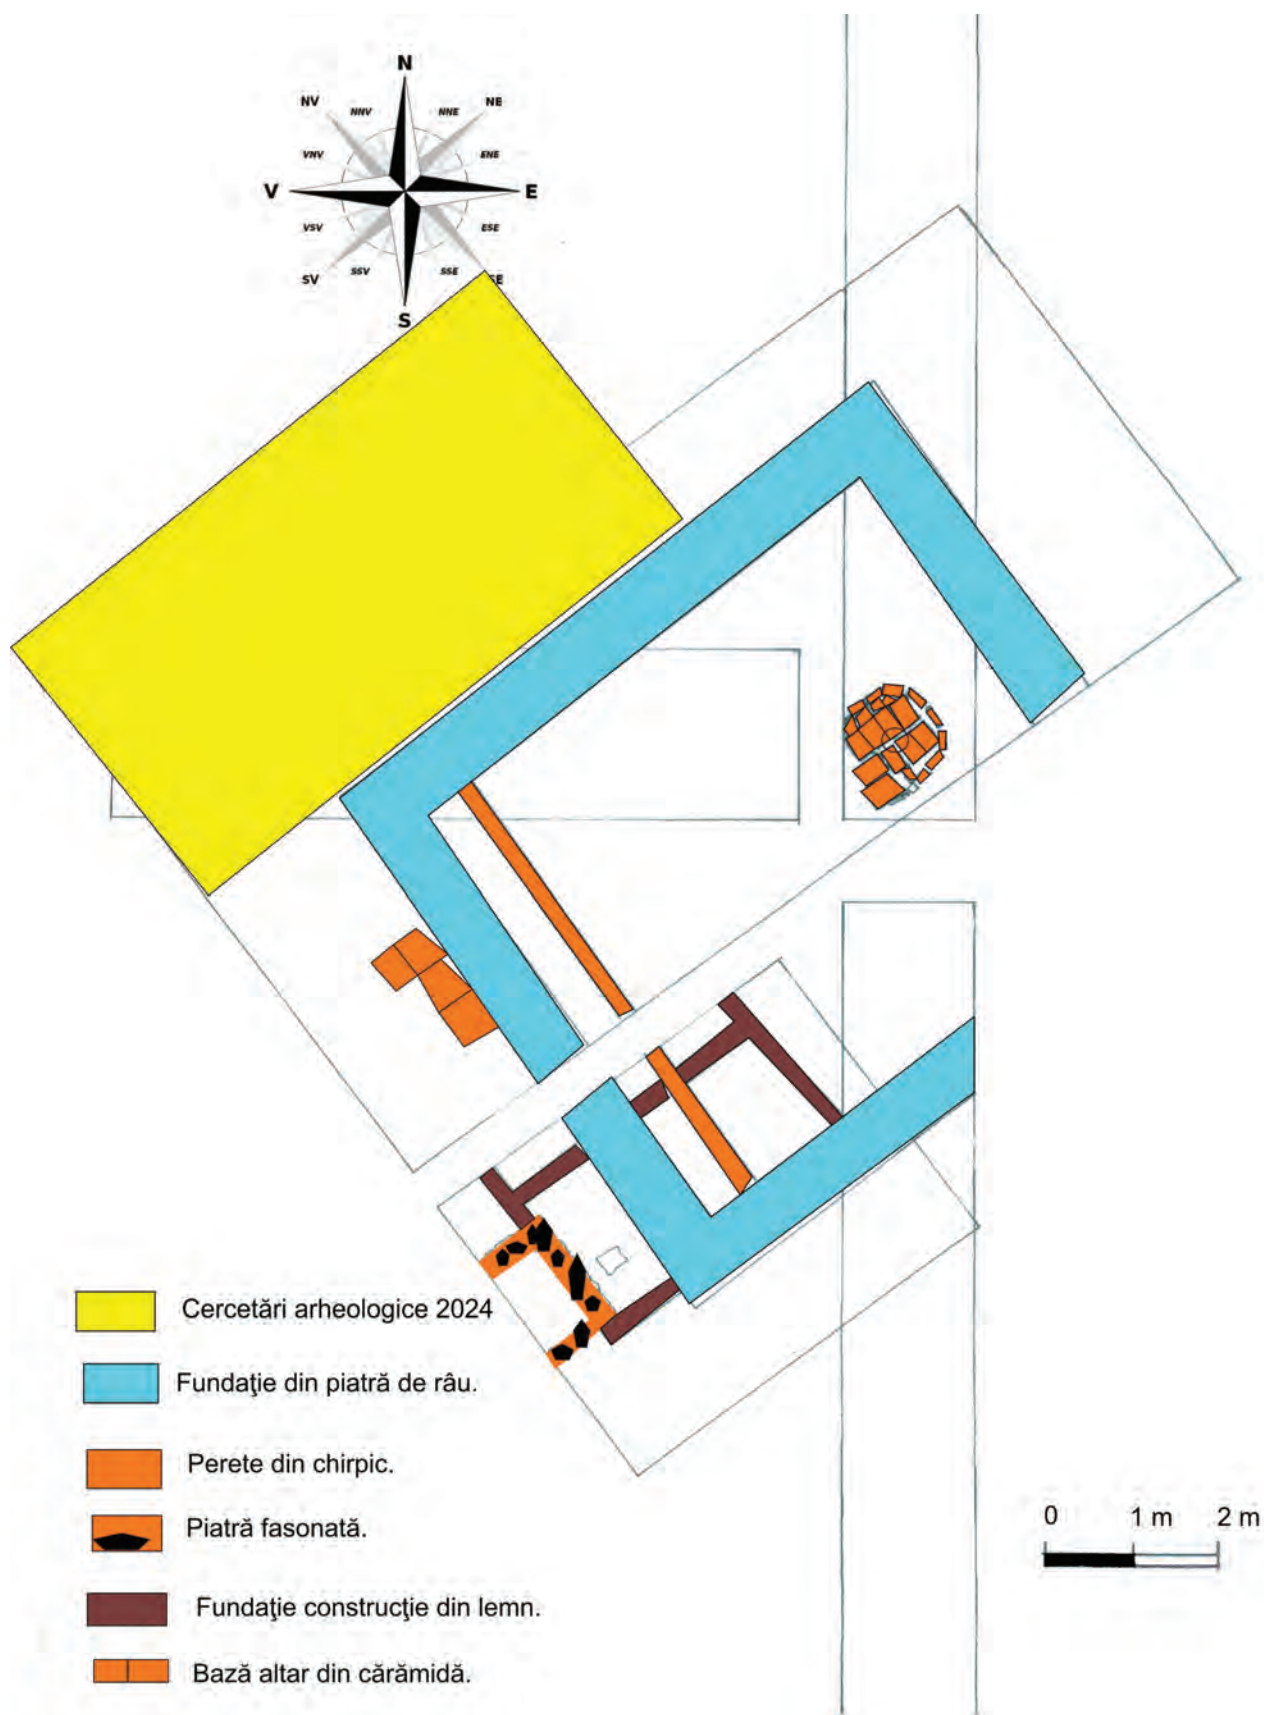 N
NV
NNV
NNE
NE
VNV
ENE
V
E
VSV
ESE
SV
SSV
SSE
SE
S
Cercetări arheologice 2024
Fundaţie din piatră de râu.
Perete din chirpic.
Piatră fasonată.
Fundaţie construcţie din lemn.
Bază altar din cărămidă.
0 1 m 2 m